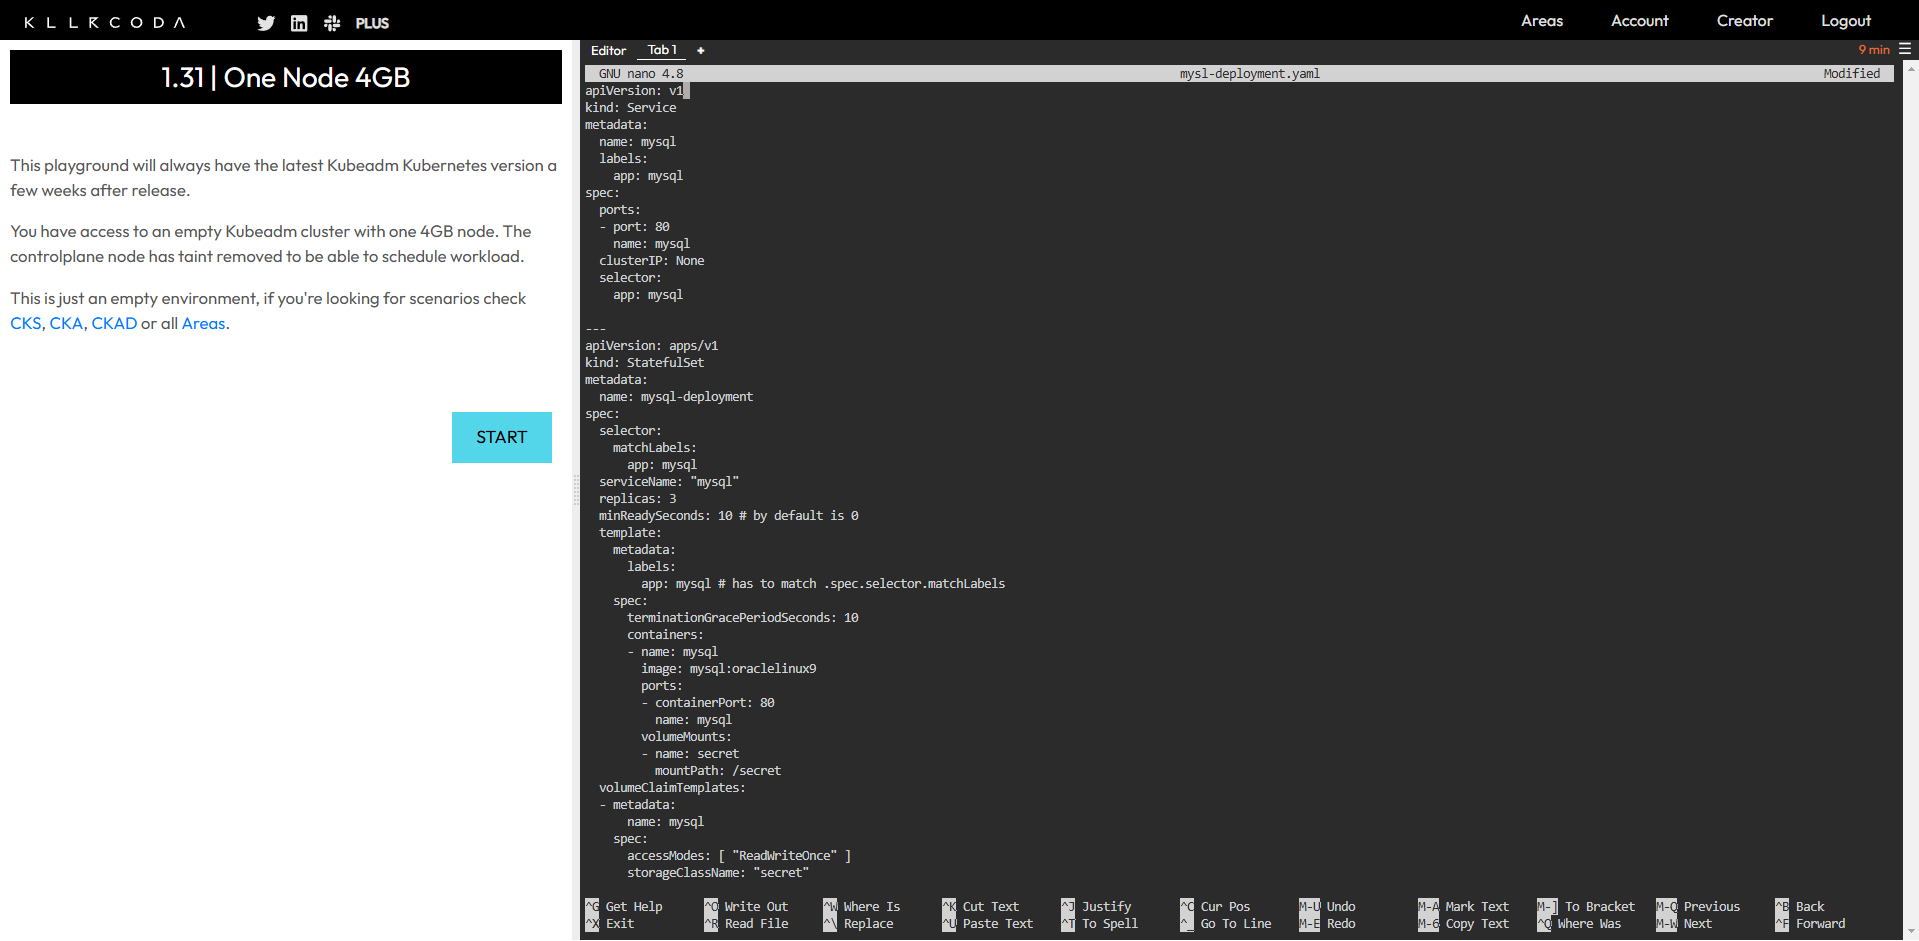 KLLRCODA PLUS Areas Account Creator Logout
1.31 | One Node 4GB
This playground will always have the latest Kubeadm Kubernetes version a
few weeks after release.
You have access to an empty Kubeadm cluster with one 4GB node. The
controlplane node has taint removed to be able to schedule workload.
This is just an empty environment, if you're looking for scenarios check
CKS, CKA, CKAD or all Areas.
START
Editor Tab 1 + 9 min
GNU nano 4.8 mysl-deployment.yaml Modified
apiVersion: v1
kind: Service
metadata:
  name: mysql
  labels:
    app: mysql
spec:
  ports:
  - port: 80
    name: mysql
  clusterIP: None
  selector:
    app: mysql
---
apiVersion: apps/v1
kind: StatefulSet
metadata:
  name: mysql-deployment
spec:
  selector:
    matchLabels:
      app: mysql
  serviceName: "mysql"
  replicas: 3
  minReadySeconds: 10 # by default is 0
  template:
    metadata:
      labels:
        app: mysql # has to match .spec.selector.matchLabels
    spec:
      terminationGracePeriodSeconds: 10
      containers:
      - name: mysql
        image: mysql:oraclelinux9
        ports:
        - containerPort: 80
          name: mysql
        volumeMounts:
        - name: secret
          mountPath: /secret
  volumeClaimTemplates:
  - metadata:
      name: mysql
    spec:
      accessModes: [ "ReadWriteOnce" ]
      storageClassName: "secret"
^G Get Help ^O Write Out ^W Where Is ^K Cut Text ^J Justify ^C Cur Pos M-U Undo M-A Mark Text M-] To Bracket M-Q Previous ^B Back
^X Exit ^R Read File ^\ Replace ^U Paste Text ^T To Spell ^_ Go To Line M-E Redo M-6 Copy Text ^Q Where Was M-W Next ^F Forward